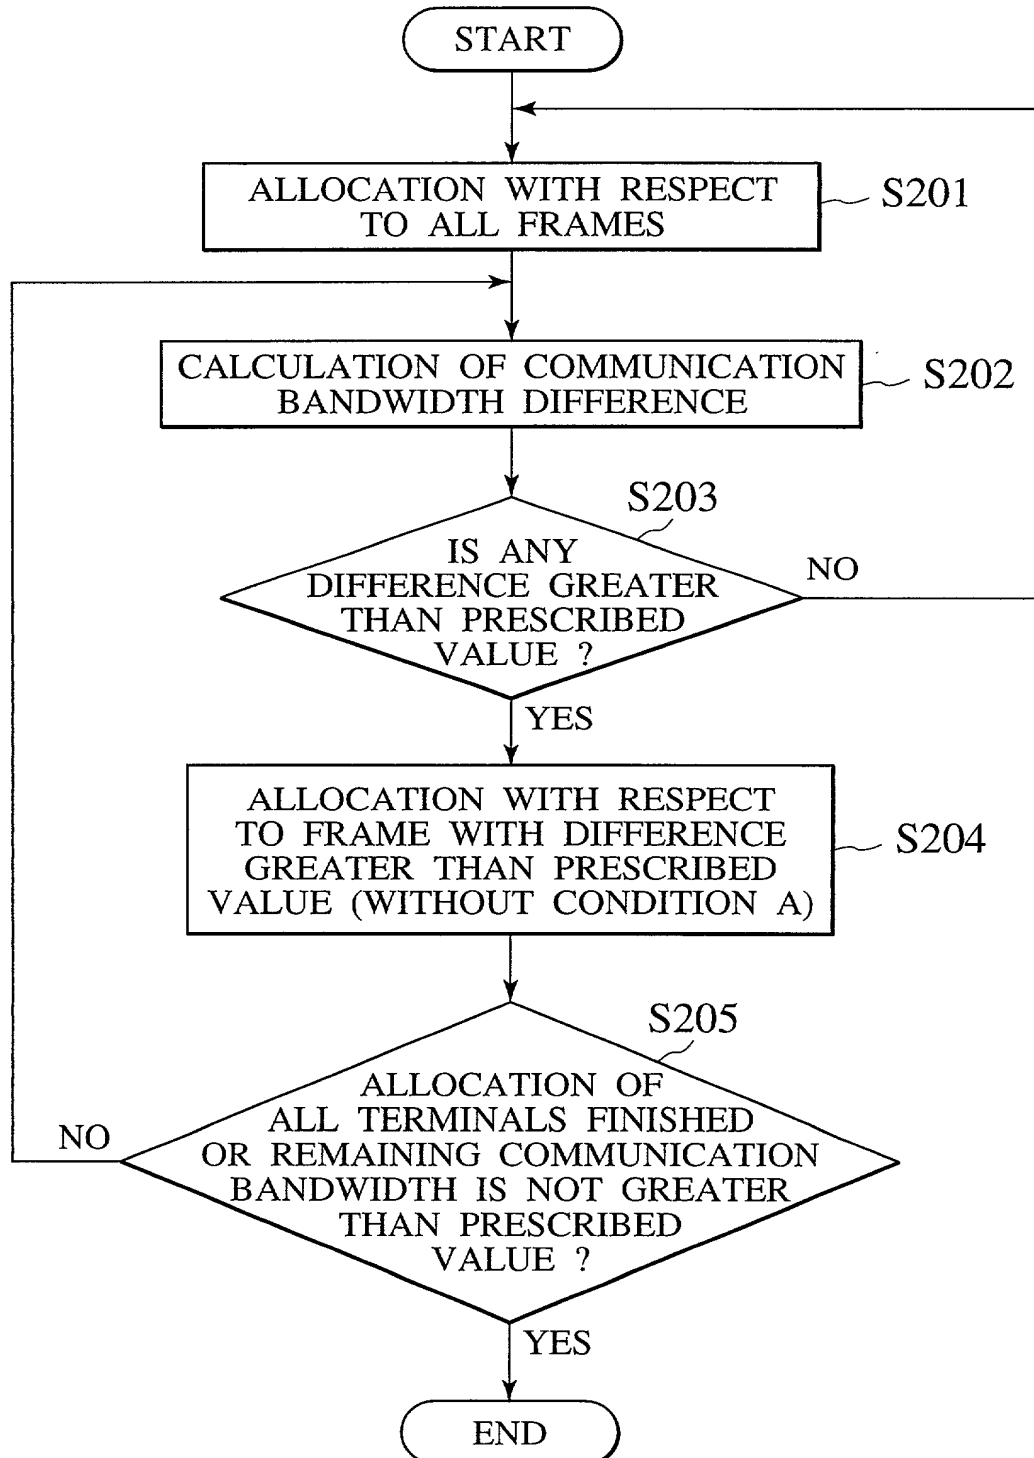 START
ALLOCATION WITH RESPECT
TO ALL FRAMES
S201
CALCULATION OF COMMUNICATION
BANDWIDTH DIFFERENCE
S202
S203
IS ANY
DIFFERENCE GREATER
THAN PRESCRIBED
VALUE ?
NO
YES
ALLOCATION WITH RESPECT
TO FRAME WITH DIFFERENCE
GREATER THAN PRESCRIBED
VALUE (WITHOUT CONDITION A)
S204
S205
ALLOCATION OF
ALL TERMINALS FINISHED
OR REMAINING COMMUNICATION
BANDWIDTH IS NOT GREATER
THAN PRESCRIBED
VALUE ?
NO
YES
END